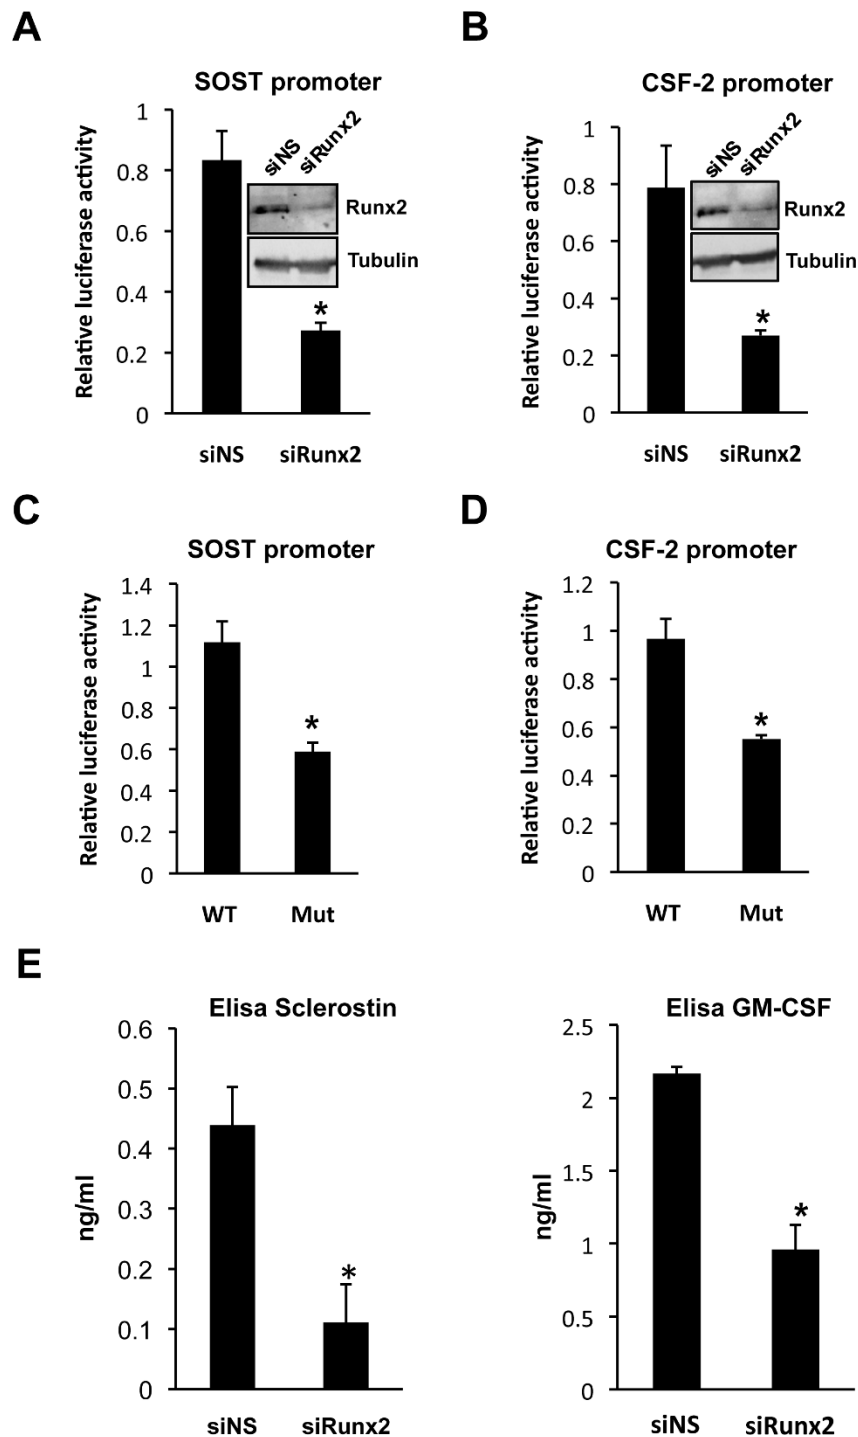 A
SOST promoter
Relative luciferase activity
1
0.8
0.6
0.4
0.2
0
siNS
siRunx2
Runx2
Tubulin
*
siNS
siRunx2
B
CSF-2 promoter
Relative luciferase activity
1
0.8
0.6
0.4
0.2
0
siNS
siRunx2
Runx2
Tubulin
*
siNS
siRunx2
C
SOST promoter
Relative luciferase activity
1.4
1.2
1
0.8
0.6
0.4
0.2
0
*
WT
Mut
D
CSF-2 promoter
Relative luciferase activity
1.2
1
0.8
0.6
0.4
0.2
0
*
WT
Mut
E
Elisa Sclerostin
ng/ml
0.6
0.5
0.4
0.3
0.2
0.1
0
*
siNS
siRunx2
Elisa GM-CSF
ng/ml
2.5
2
1.5
1
0.5
0
*
siNS
siRunx2